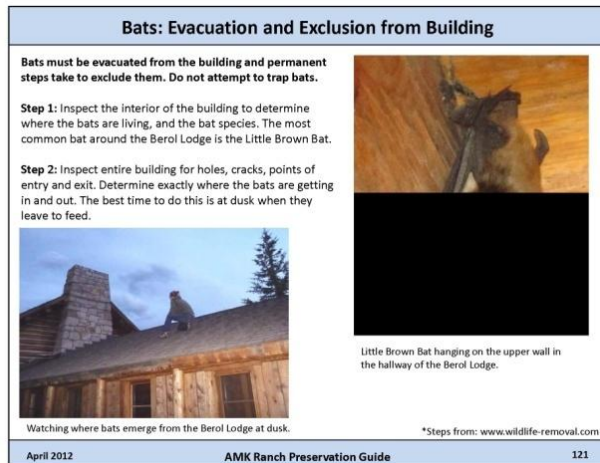 Bats: Evacuation and Exclusion from Building
Bats must be evacuated from the building and permanent
steps take to exclude them. Do not attempt to trap bats.
Step 1: Inspect the interior of the building to determine
where the bats are living, and the bat species. The most
common bat around the Berol Lodge is the Little Brown Bat.
Step 2: Inspect entire building for holes, cracks, points of
entry and exit. Determine exactly where the bats are getting
in and out. The best time to do this is at dusk when they
leave to feed.
Watching where bats emerge from the Berol Lodge at dusk.
Little Brown Bat hanging on the upper wall in
the hallway of the Berol Lodge.
*Steps from: www.wildlife-removal.com
April 2012
AMK Ranch Preservation Guide
121